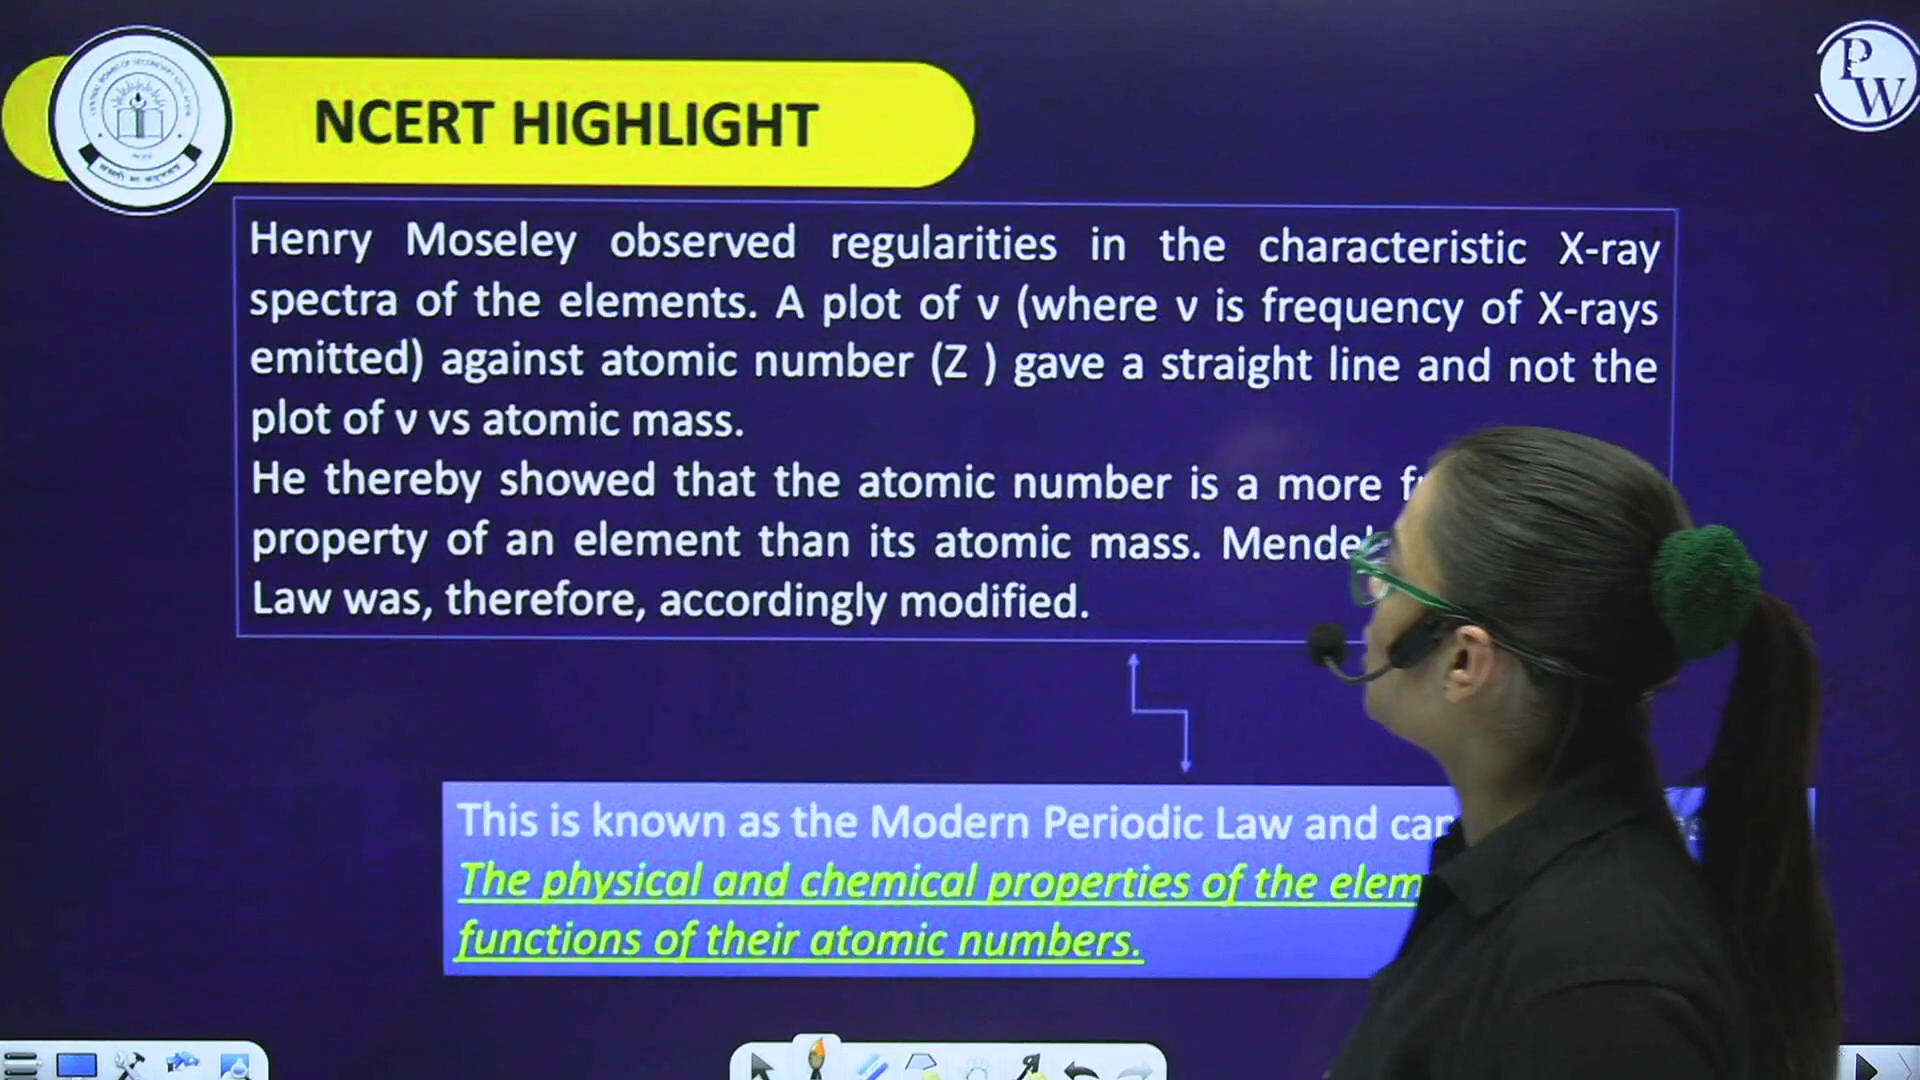 NCERT HIGHLIGHT
PW
Henry Moseley observed regularities in the characteristic X-ray
spectra of the elements. A plot of ν (where ν is frequency of X-rays
emitted) against atomic number (Z ) gave a straight line and not the
plot of ν vs atomic mass.
He thereby showed that the atomic number is a more
property of an element than its atomic mass.
Law was, therefore, accordingly modified.
This is known as the Modern Periodic Law and
The physical and chemical properties of the
functions of their atomic numbers.